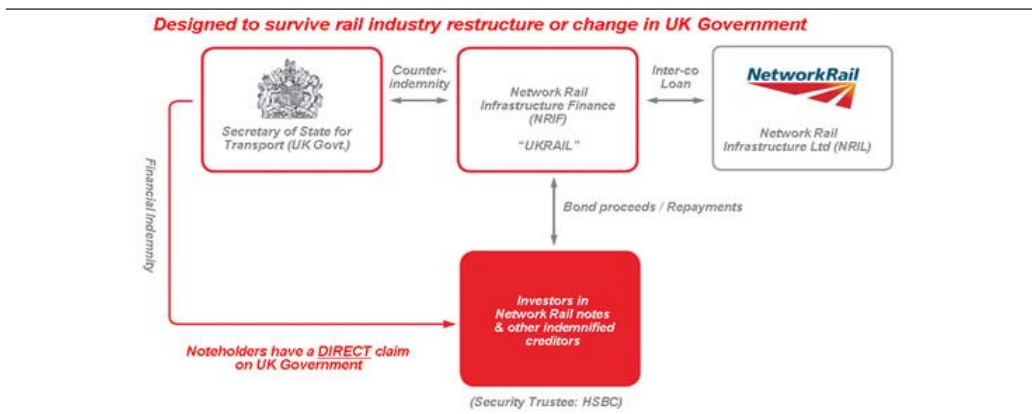 Designed to survive rail industry restructure or change in UK Government
Secretary of State for
Transport (UK Govt.)
Counter-
indemnity
Network Rail
Infrastructure Finance
(NRIF)
"UKRAIL"
Inter-co
Loan
NetworkRail
Network Rail
Infrastructure Ltd (NRIL)
Financial Indemnity
Bond proceeds / Repayments
Investors in
Network Rail notes
& other indemnified
creditors
Noteholders have a DIRECT claim
on UK Government
(Security Trustee: HSBC)